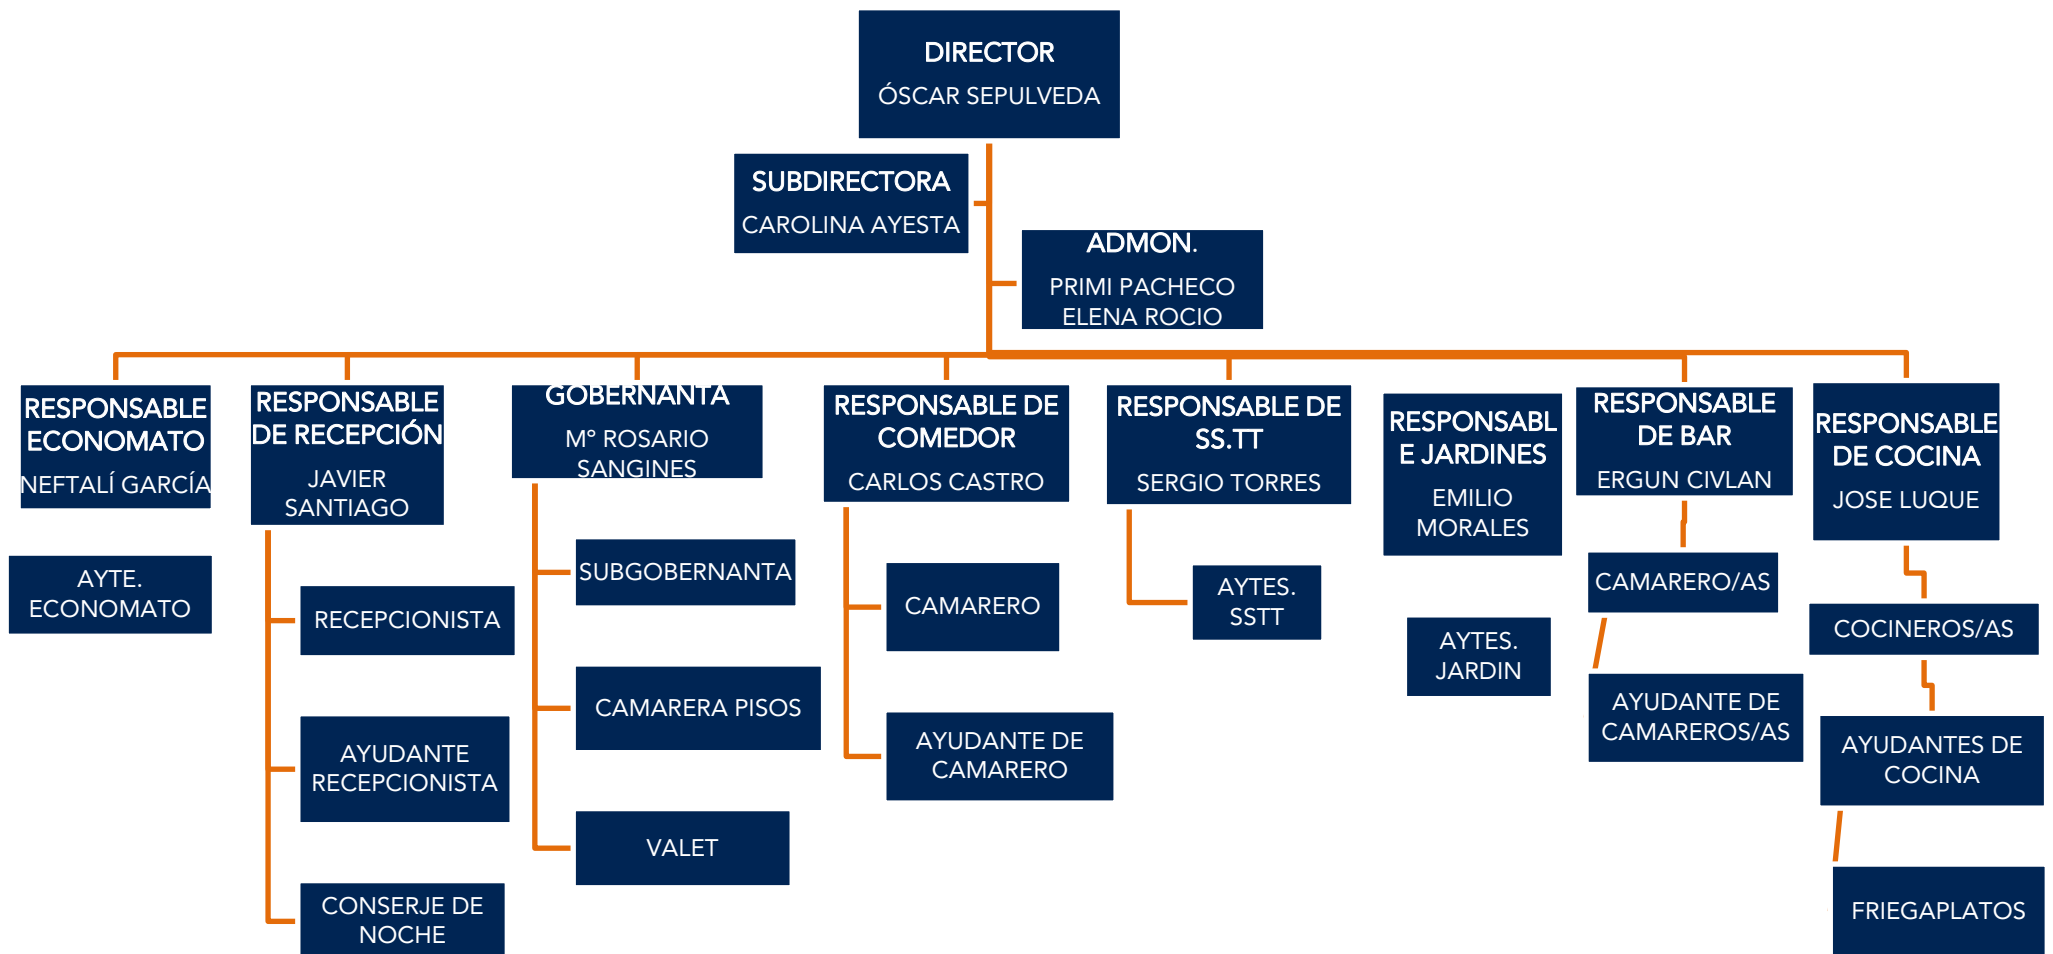 DIRECTOR
ÓSCAR SEPULVEDA
SUBDIRECTORA
CAROLINA AYESTA
ADMON.
PRIMI PACHECO
ELENA ROCIO
RESPONSABLE
ECONOMATO
NEFTALÍ GARCÍA
AYTE.
ECONOMATO
RESPONSABLE
DE RECEPCIÓN
JAVIER
SANTIAGO
RECEPCIONISTA
AYUDANTE
RECEPCIONISTA
CONSERJE DE
NOCHE
GOBERNANTA
Mº ROSARIO
SANGINES
SUBGOBERNANTA
CAMARERA PISOS
VALET
RESPONSABLE DE
COMEDOR
CARLOS CASTRO
CAMARERO
AYUDANTE DE
CAMARERO
RESPONSABLE DE
SS.TT
SERGIO TORRES
AYTES.
SSTT
RESPONSABL
E JARDINES
EMILIO
MORALES
AYTES.
JARDIN
RESPONSABLE
DE BAR
ERGUN CIVLAN
CAMARERO/AS
AYUDANTE DE
CAMAREROS/AS
RESPONSABLE
DE COCINA
JOSE LUQUE
COCINEROS/AS
AYUDANTES DE
COCINA
FRIEGAPLATOS